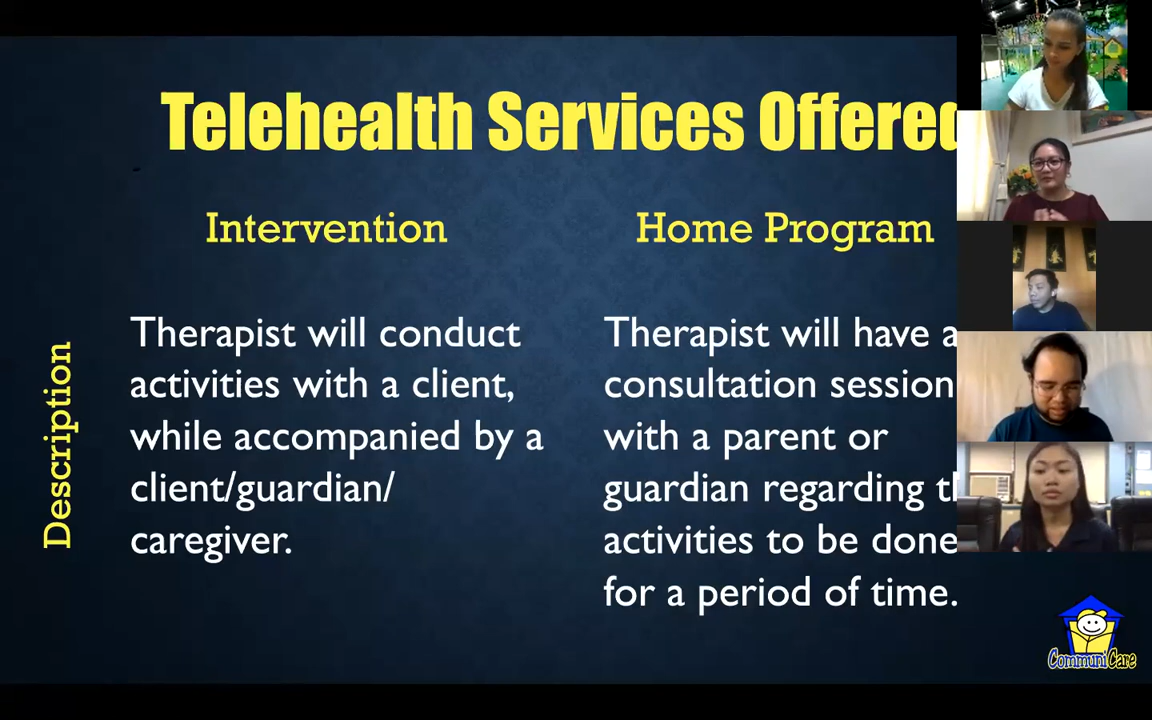 Telehealth Services Offered
Intervention
Home Program
Description
Therapist will conduct
activities with a client,
while accompanied by a
client/guardian/
caregiver.
Therapist will have a
consultation session
with a parent or
guardian regarding
activities to be done
for a period of time.
CommuniCare